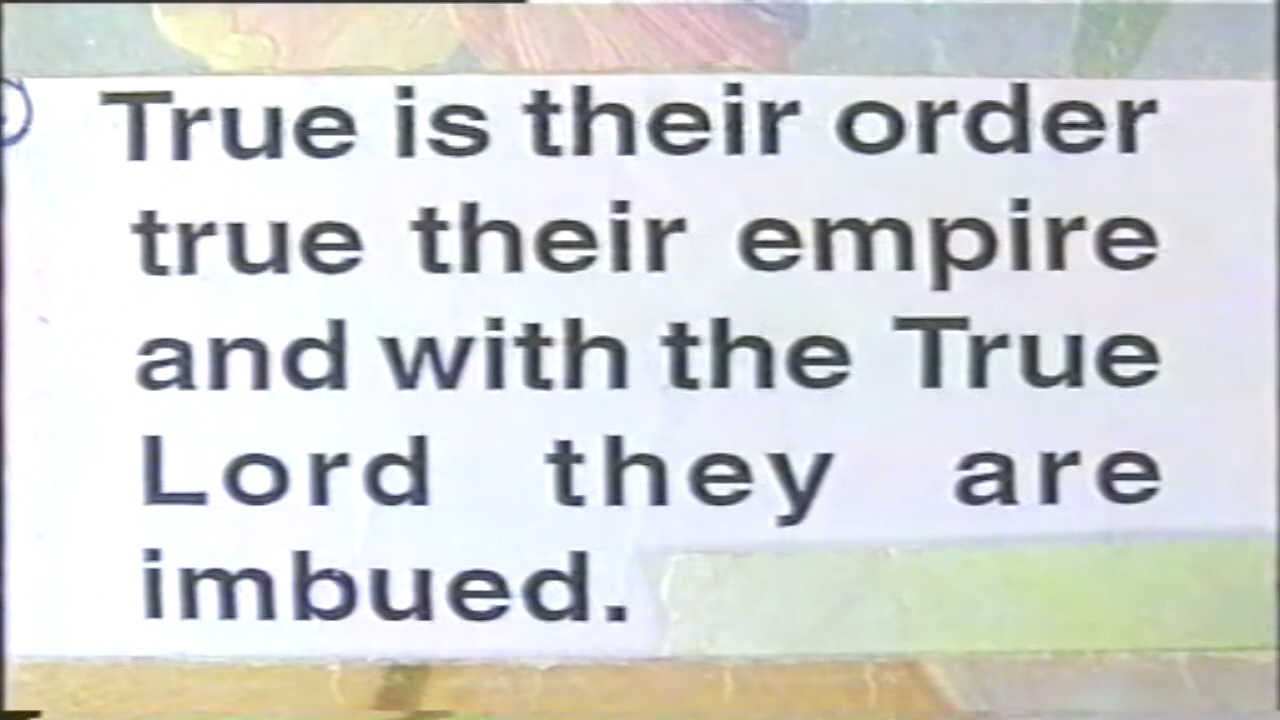 True is their order
true their empire
and with the True
Lord they are
imbued.